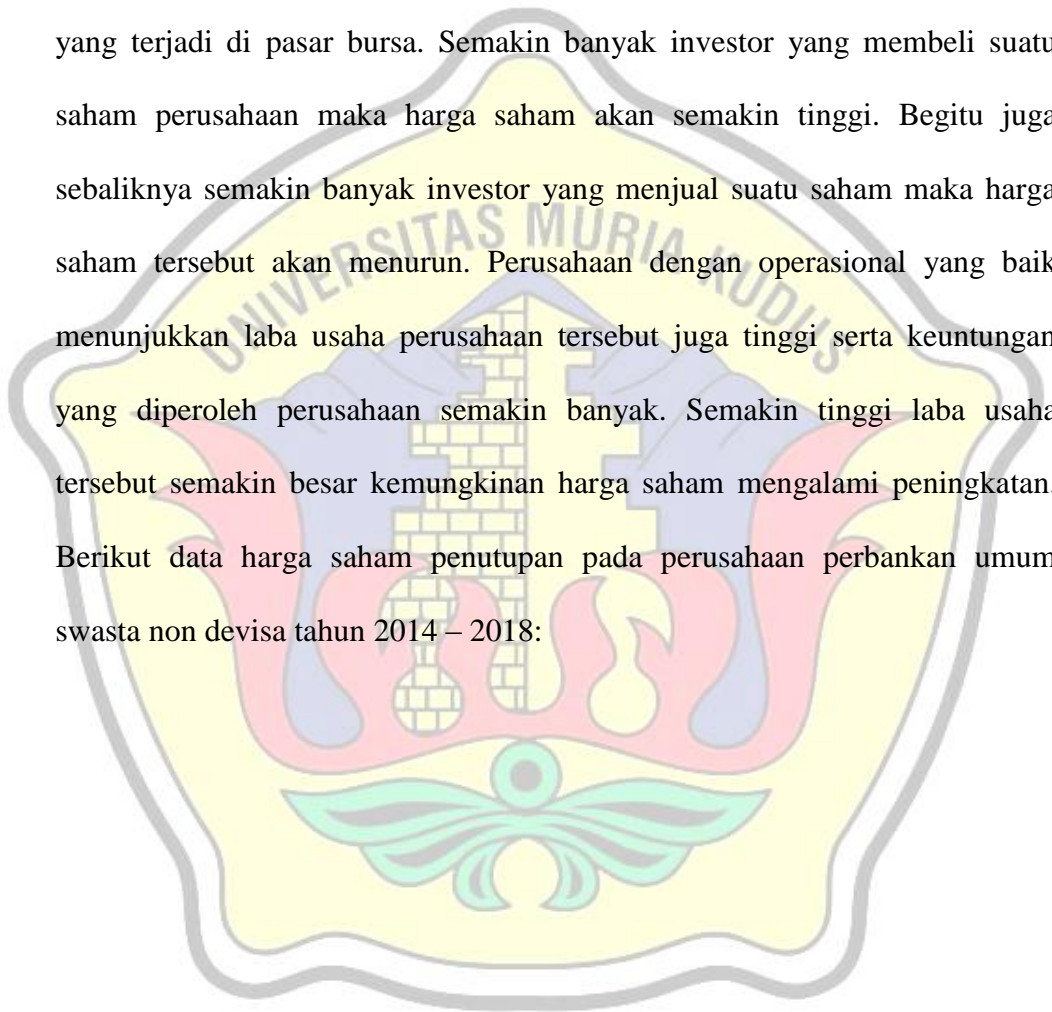 yang terjadi di pasar bursa. Semakin banyak investor yang membeli suatu
saham perusahaan maka harga saham akan semakin tinggi. Begitu juga
sebaliknya semakin banyak investor yang menjual suatu saham maka harga
saham tersebut akan menurun. Perusahaan dengan operasional yang baik
menunjukkan laba usaha perusahaan tersebut juga tinggi serta keuntungan
yang diperoleh perusahaan semakin banyak. Semakin tinggi laba usaha
tersebut semakin besar kemungkinan harga saham mengalami peningkatan.
Berikut data harga saham penutupan pada perusahaan perbankan umum
swasta non devisa tahun 2014 – 2018:
UNIVERSITAS MURIA KUDUS